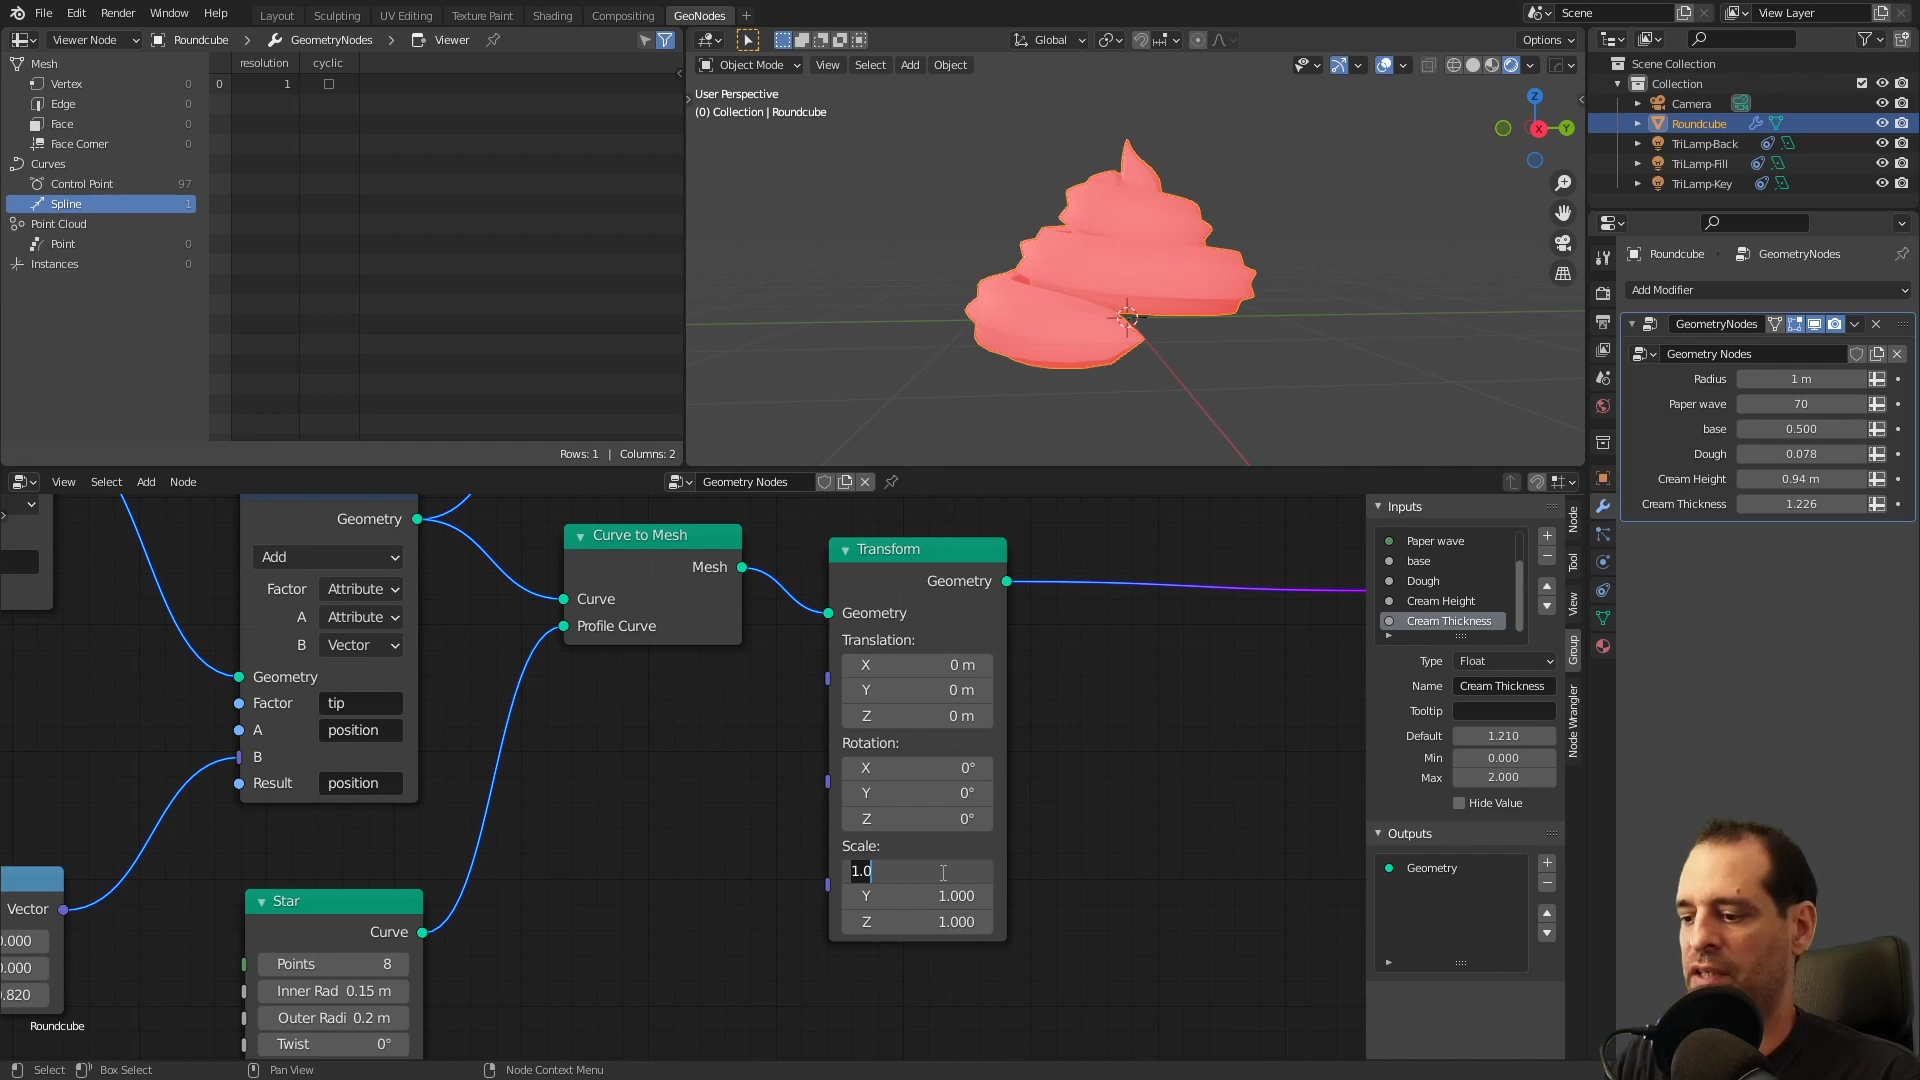 File Edit Render Window Help Layout Sculpting UV Editing Texture Paint Shading Compositing GeoNodes +
Scene
View Layer
Viewer Node Roundcube > GeometryNodes > Viewer
Mesh
Vertex 0
Edge 0
Face 0
Face Corner 0
Curves
Control Point 97
Spline 1
Point Cloud
Point 0
Instances 0
resolution cyclic
0 1
Rows: 1 | Columns: 2
Global
Options
Object Mode View Select Add Object
User Perspective
(0) Collection | Roundcube
Z
X
Y
Scene Collection
Collection
Camera
Roundcube
TriLamp-Back
TriLamp-Fill
TriLamp-Key
Roundcube GeometryNodes
Add Modifier
GeometryNodes
Geometry Nodes
Radius 1 m
Paper wave 70
base 0.500
Dough 0.078
Cream Height 0.94 m
Cream Thickness 1.226
View Select Add Node
Geometry Nodes
Geometry
Add
Factor Attribute
A Attribute
B Vector
Geometry
Factor tip
A position
B
Result position
Vector
0.000
0.000
.820
Roundcube
Star
Curve
Points 8
Inner Rad 0.15 m
Outer Radi 0.2 m
Twist 0°
Curve to Mesh
Mesh
Curve
Profile Curve
Transform
Geometry
Geometry
Translation:
X 0 m
Y 0 m
Z 0 m
Rotation:
X 0°
Y 0°
Z 0°
Scale:
1.0
Y 1.000
Z 1.000
Inputs
Paper wave
base
Dough
Cream Height
Cream Thickness
Type Float
Name Cream Thickness
Tooltip
Default 1.210
Min 0.000
Max 2.000
Hide Value
Outputs
Geometry
Node
Tool
View
Group
Node Wrangler
Select Box Select Pan View Node Context Menu